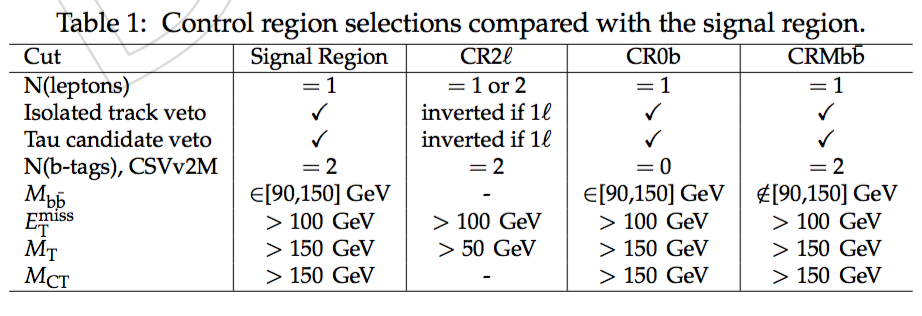 Table 1: Control region selections compared with the signal region.
Cut Signal Region CR2ℓ CR0b CRMbb̄
N(leptons) = 1 = 1 or 2 = 1 = 1
Isolated track veto ✓ inverted if 1ℓ ✓ ✓
Tau candidate veto ✓ inverted if 1ℓ ✓ ✓
N(b-tags), CSVv2M = 2 = 2 = 0 = 2
M_bb̄ ∈[90,150] GeV - ∈[90,150] GeV ∉[90,150] GeV
E_T^miss > 100 GeV > 100 GeV > 100 GeV > 100 GeV
M_T > 150 GeV > 50 GeV > 150 GeV > 150 GeV
M_CT > 150 GeV - > 150 GeV > 150 GeV